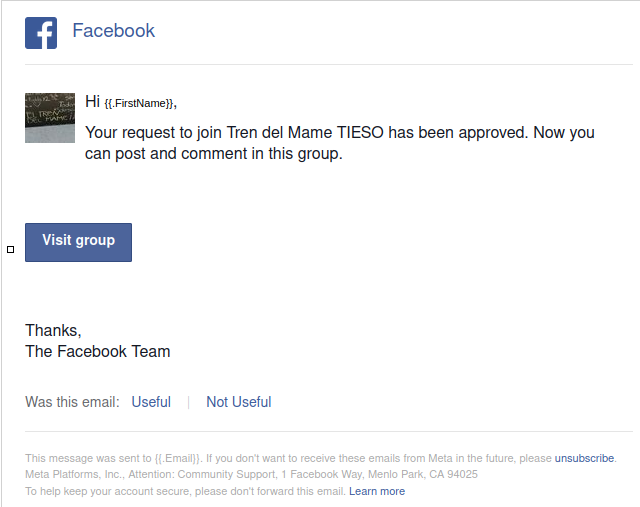 Facebook
Hi {{.FirstName}},
Your request to join Tren del Mame TIESO has been approved. Now you
can post and comment in this group.
EL TREN
DEL MAME
Visit group
Thanks,
The Facebook Team
Was this email: Useful | Not Useful
This message was sent to {{.Email}}. If you don't want to receive these emails from Meta in the future, please unsubscribe.
Meta Platforms, Inc., Attention: Community Support, 1 Facebook Way, Menlo Park, CA 94025
To help keep your account secure, please don't forward this email. Learn more